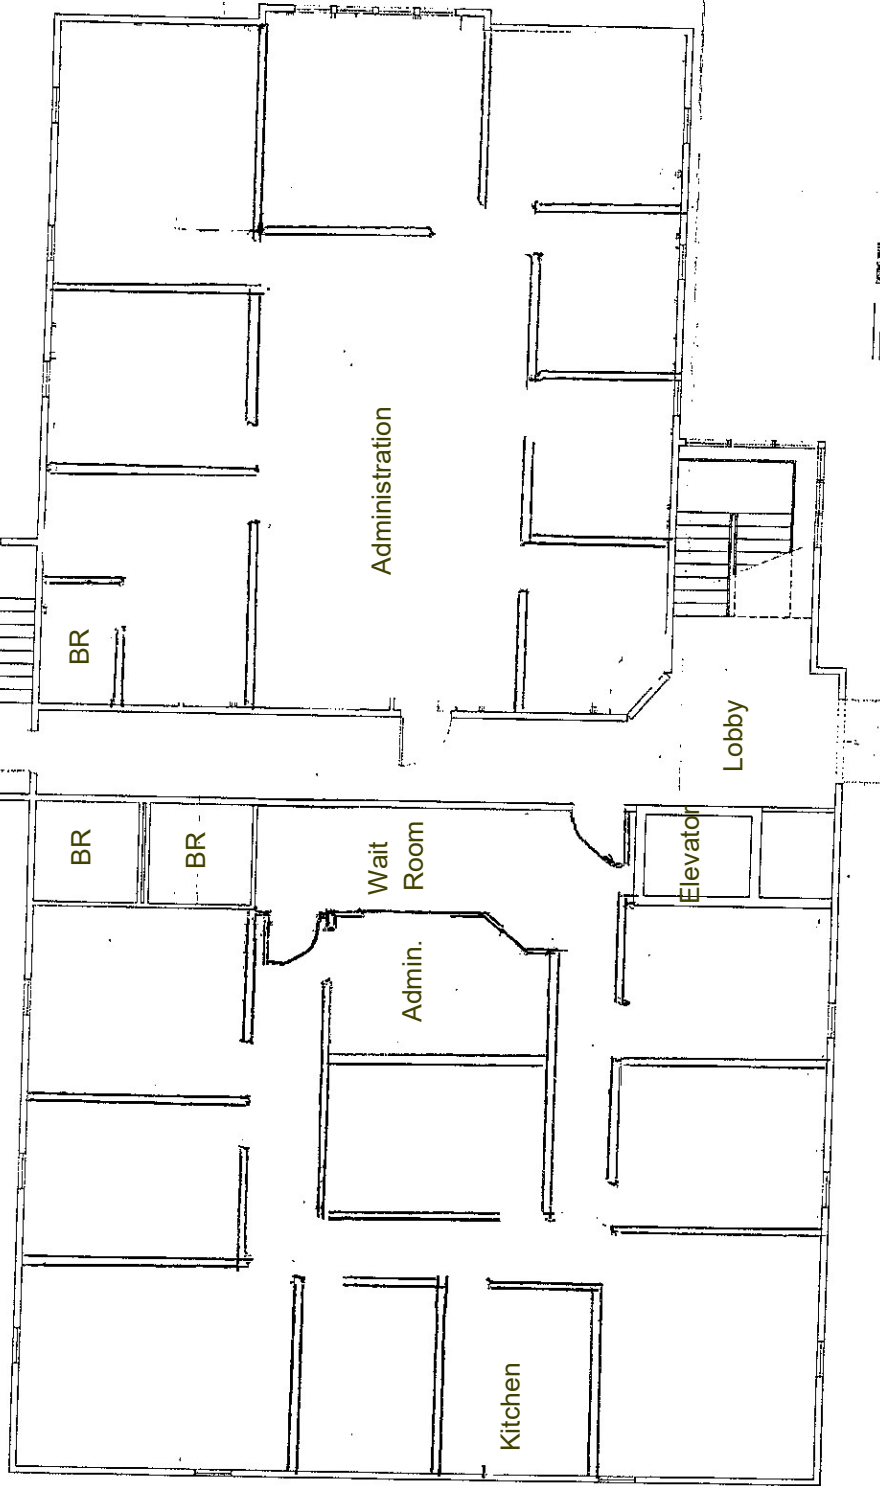 Administration
BR
Lobby
BR
BR
Wait
Room
Elevator
Admin.
Kitchen